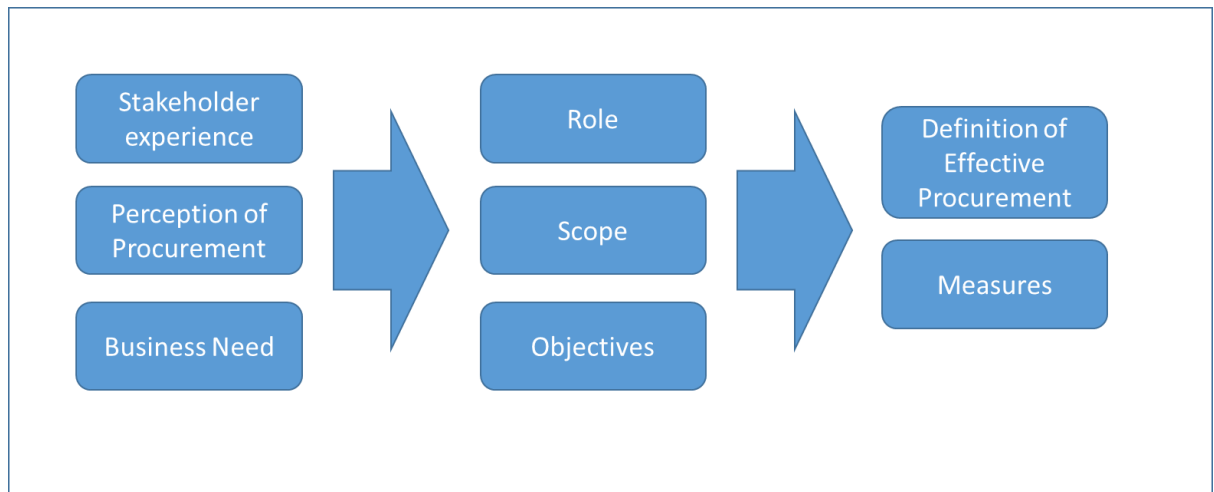 Stakeholder
experience
Perception of
Procurement
Business Need
Role
Scope
Objectives
Definition of
Effective
Procurement
Measures